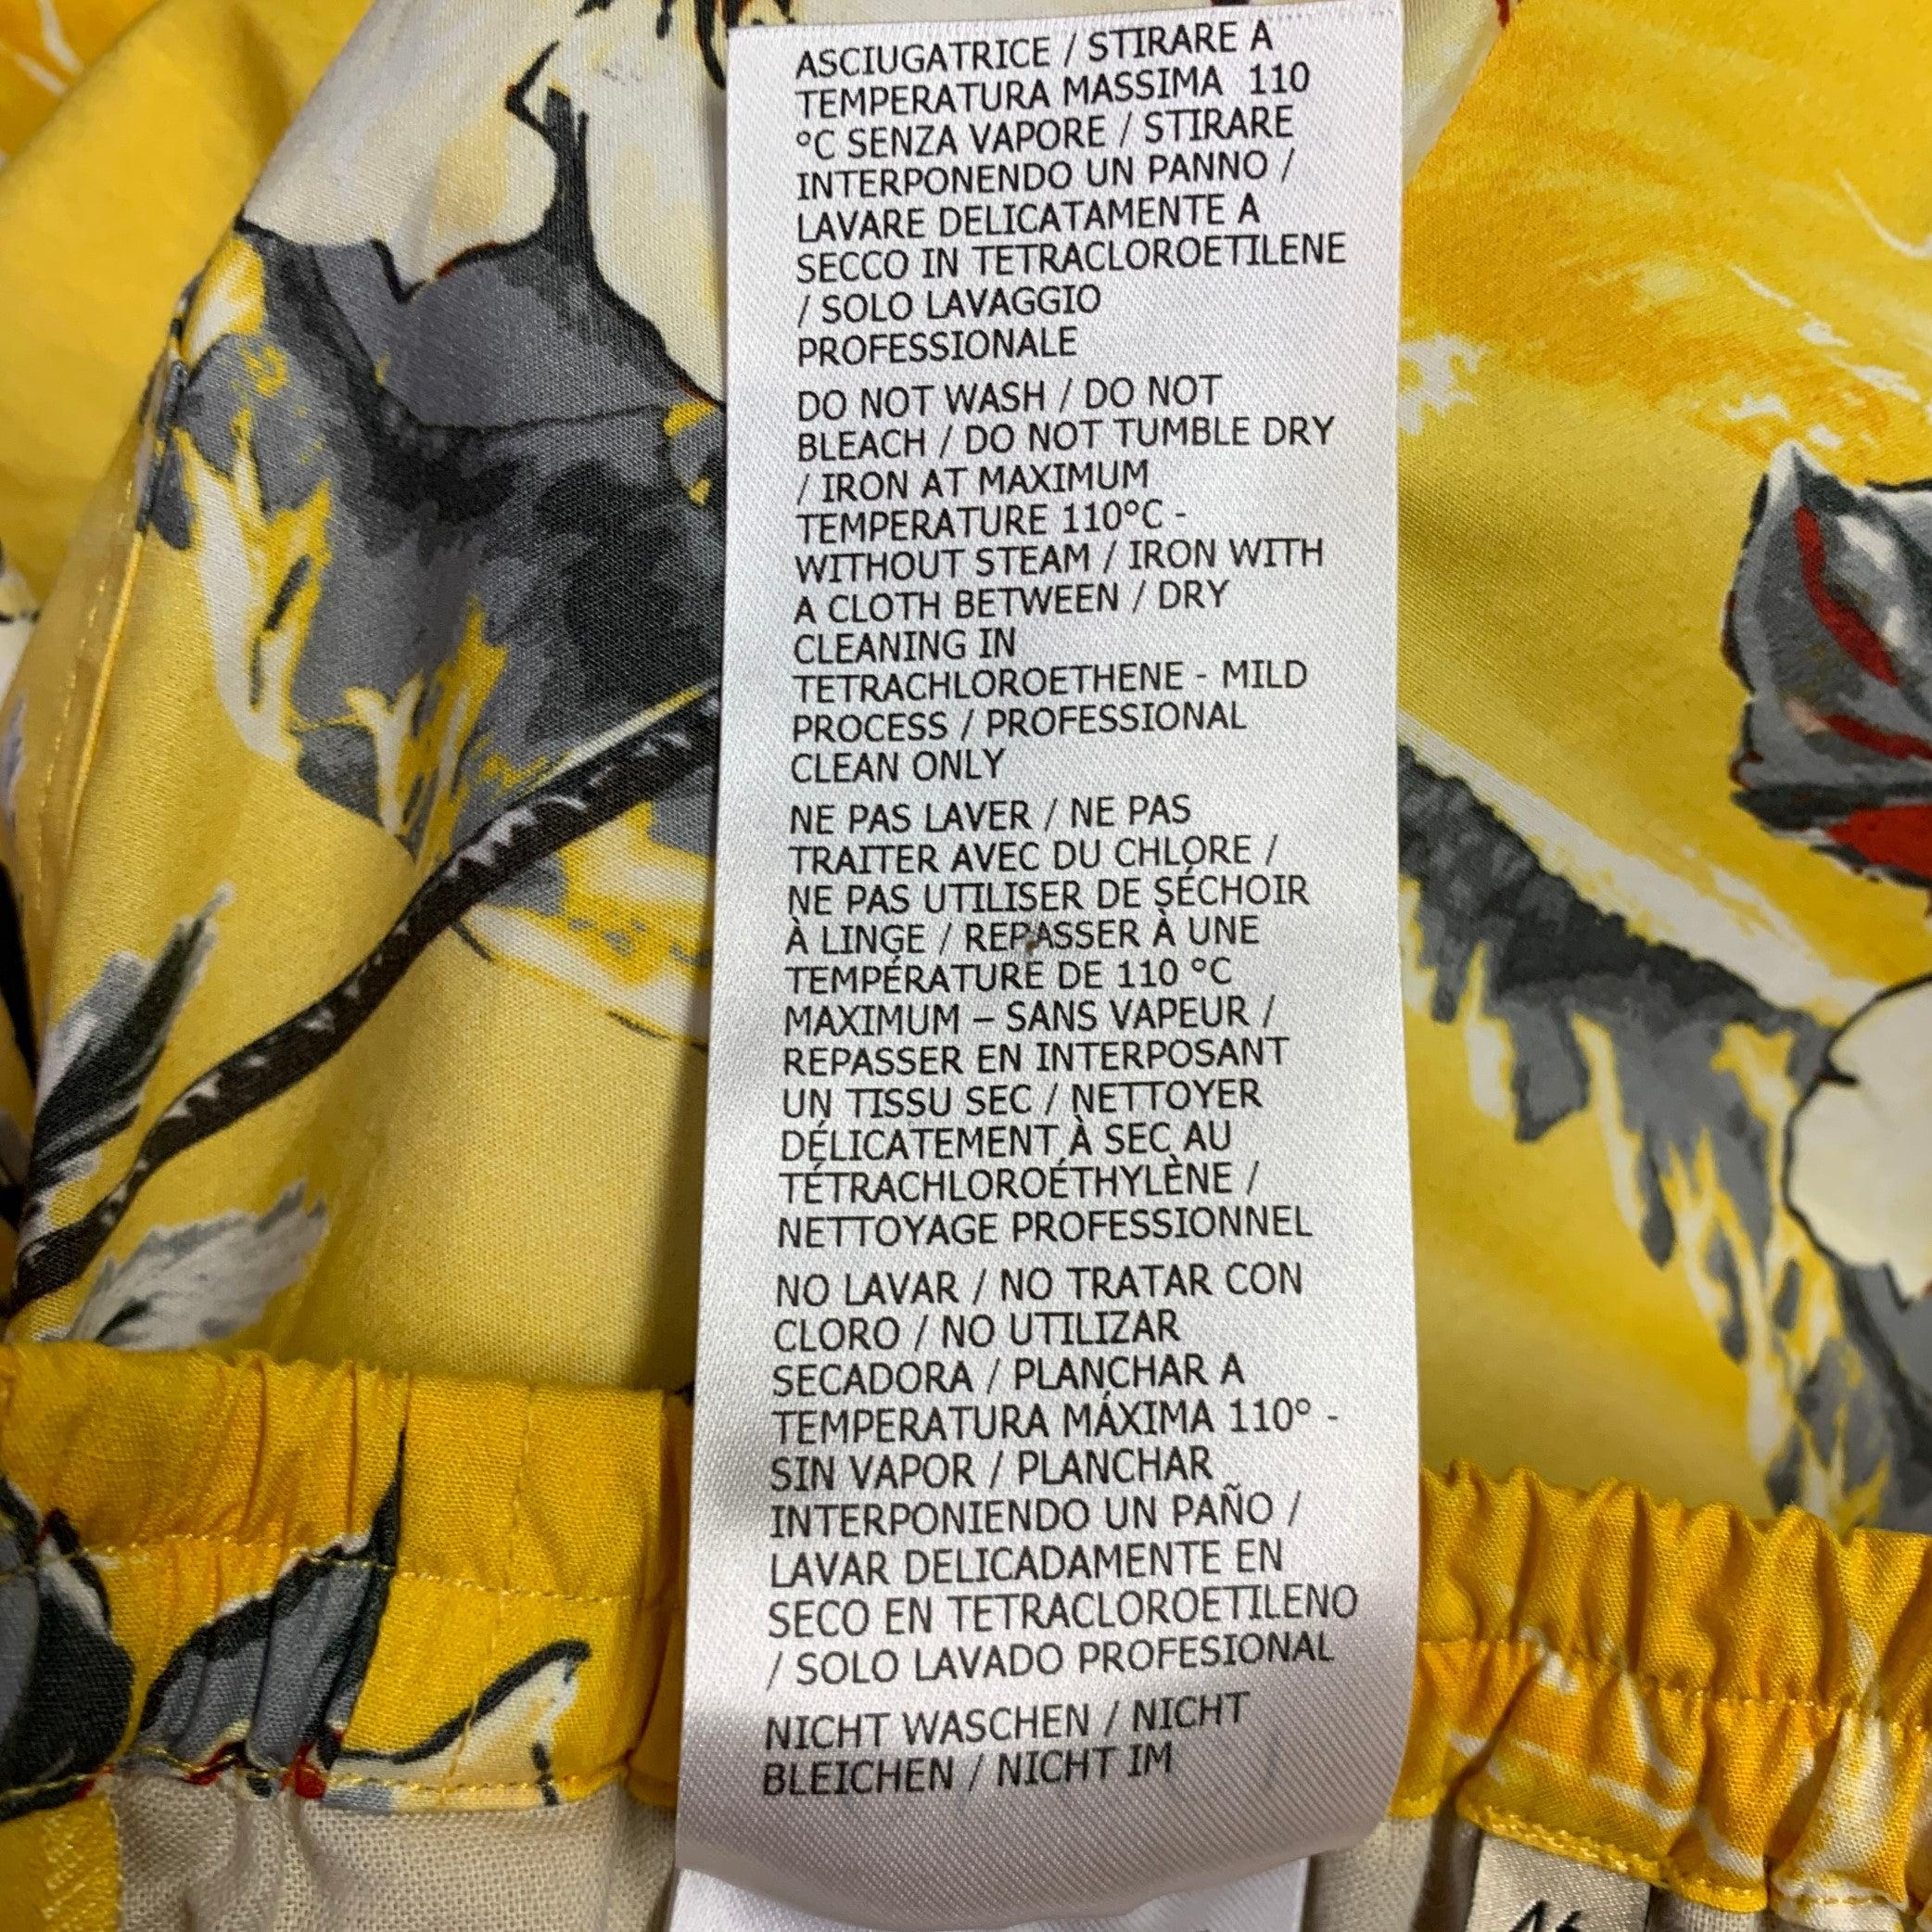 ASCIUGATRICE / STIRARE A
TEMPERATURA MASSIMA 110
°C SENZA VAPORE / STIRARE
INTERPONENDO UN PANNO /
LAVARE DELICATAMENTE A
SECCO IN TETRACLOROETILENE
/ SOLO LAVAGGIO
PROFESSIONALE
DO NOT WASH / DO NOT
BLEACH / DO NOT TUMBLE DRY
/ IRON AT MAXIMUM
TEMPERATURE 110°C -
WITHOUT STEAM / IRON WITH
A CLOTH BETWEEN / DRY
CLEANING IN
TETRACHLOROETHENE - MILD
PROCESS / PROFESSIONAL
CLEAN ONLY
NE PAS LAVER / NE PAS
TRAITER AVEC DU CHLORE /
NE PAS UTILISER DE SÉCHOIR
À LINGE / REPASSER À UNE
TEMPÉRATURE DE 110 °C
MAXIMUM – SANS VAPEUR /
REPASSER EN INTERPOSANT
UN TISSU SEC / NETTOYER
DÉLICATEMENT À SEC AU
TÉTRACHLOROÉTHYLÈNE /
NETTOYAGE PROFESSIONNEL
NO LAVAR / NO TRATAR CON
CLORO / NO UTILIZAR
SECADORA / PLANCHAR A
TEMPERATURA MÁXIMA 110° -
SIN VAPOR / PLANCHAR
INTERPONIENDO UN PAÑO /
LAVAR DELICADAMENTE EN
SECO EN TETRACLOROETILENO
/ SOLO LAVADO PROFESIONAL
NICHT WASCHEN / NICHT
BLEICHEN / NICHT IM